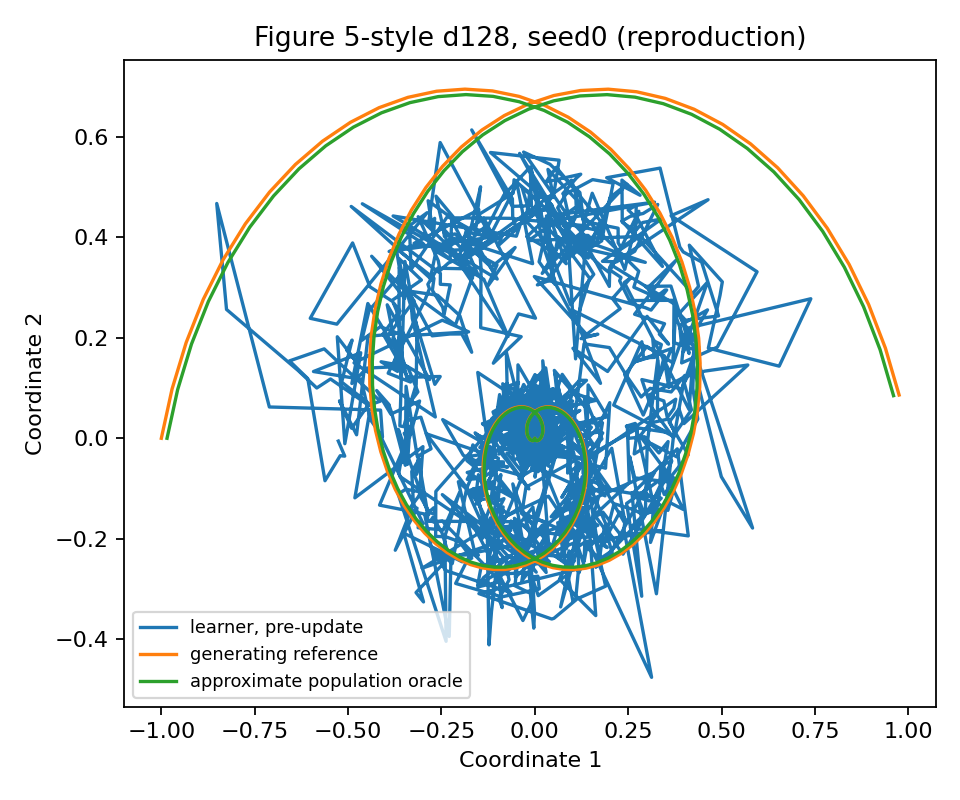 Figure 5-style d128, seed0 (reproduction)
Coordinate 2
0.6
0.4
0.2
0.0
−0.2
−0.4
learner, pre-update
generating reference
approximate population oracle
−1.00 −0.75 −0.50 −0.25 0.00 0.25 0.50 0.75 1.00
Coordinate 1